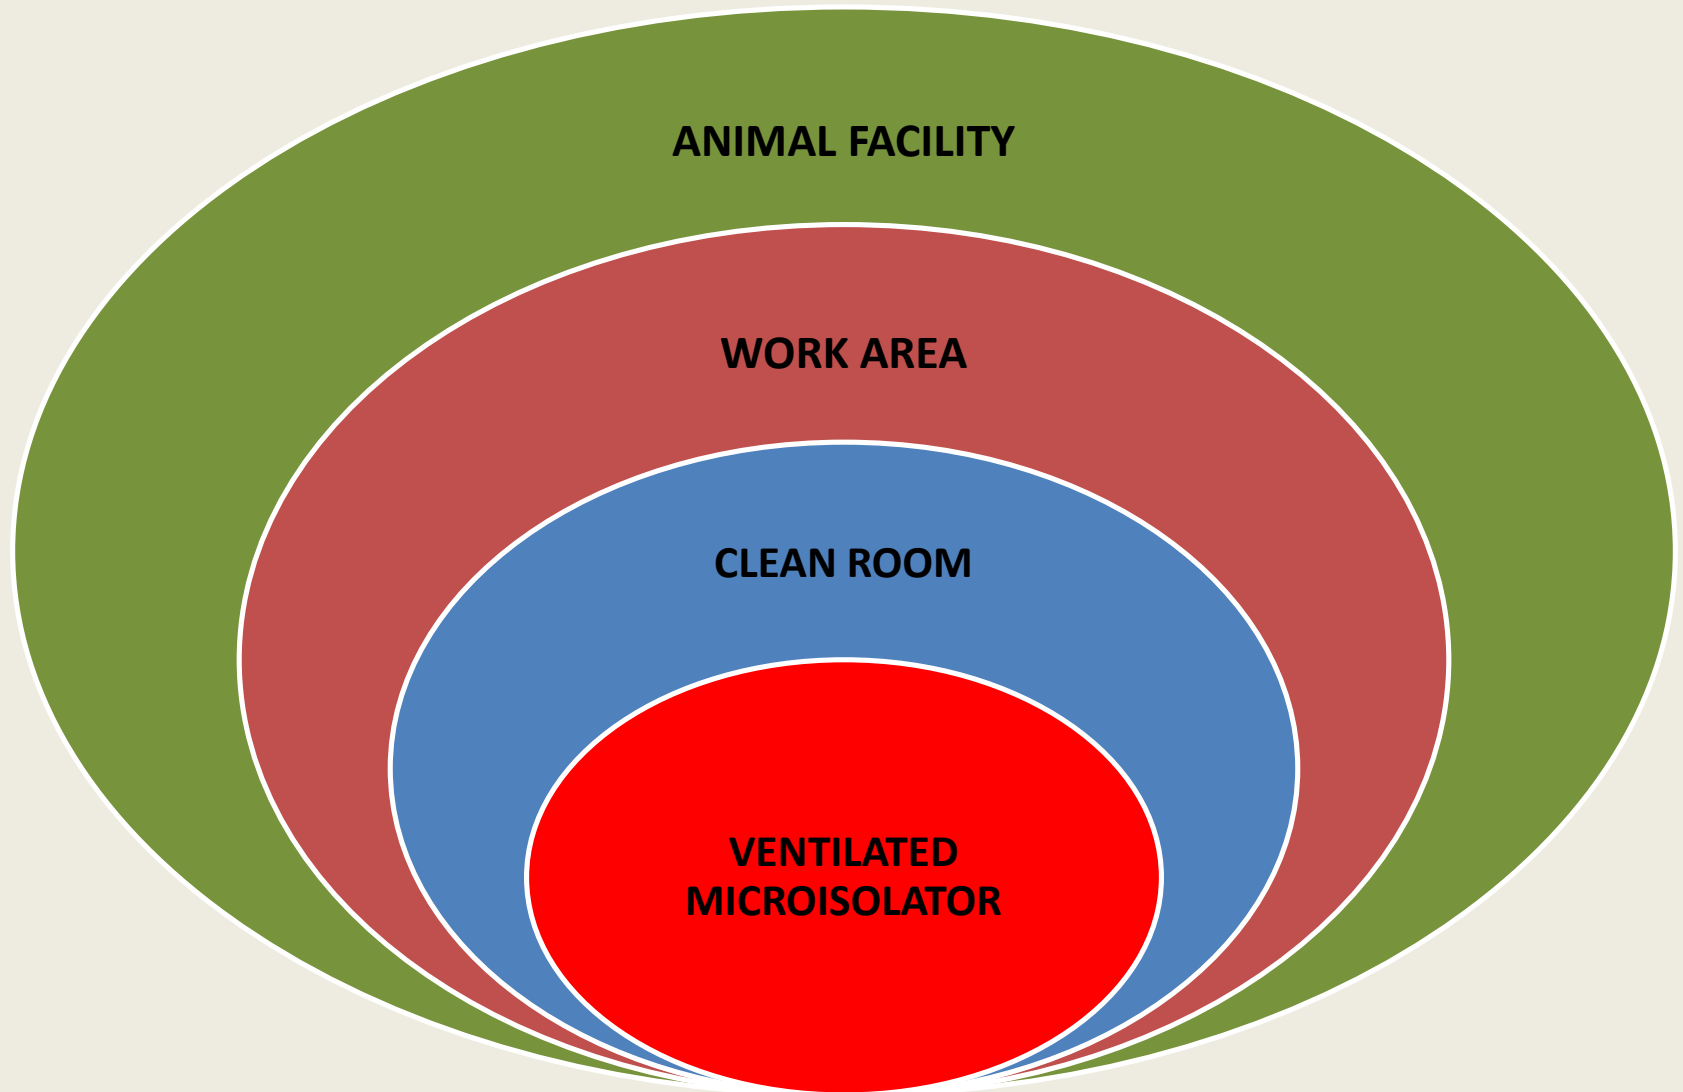 ANIMAL FACILITY
WORK AREA
CLEAN ROOM
VENTILATED
MICROISOLATOR